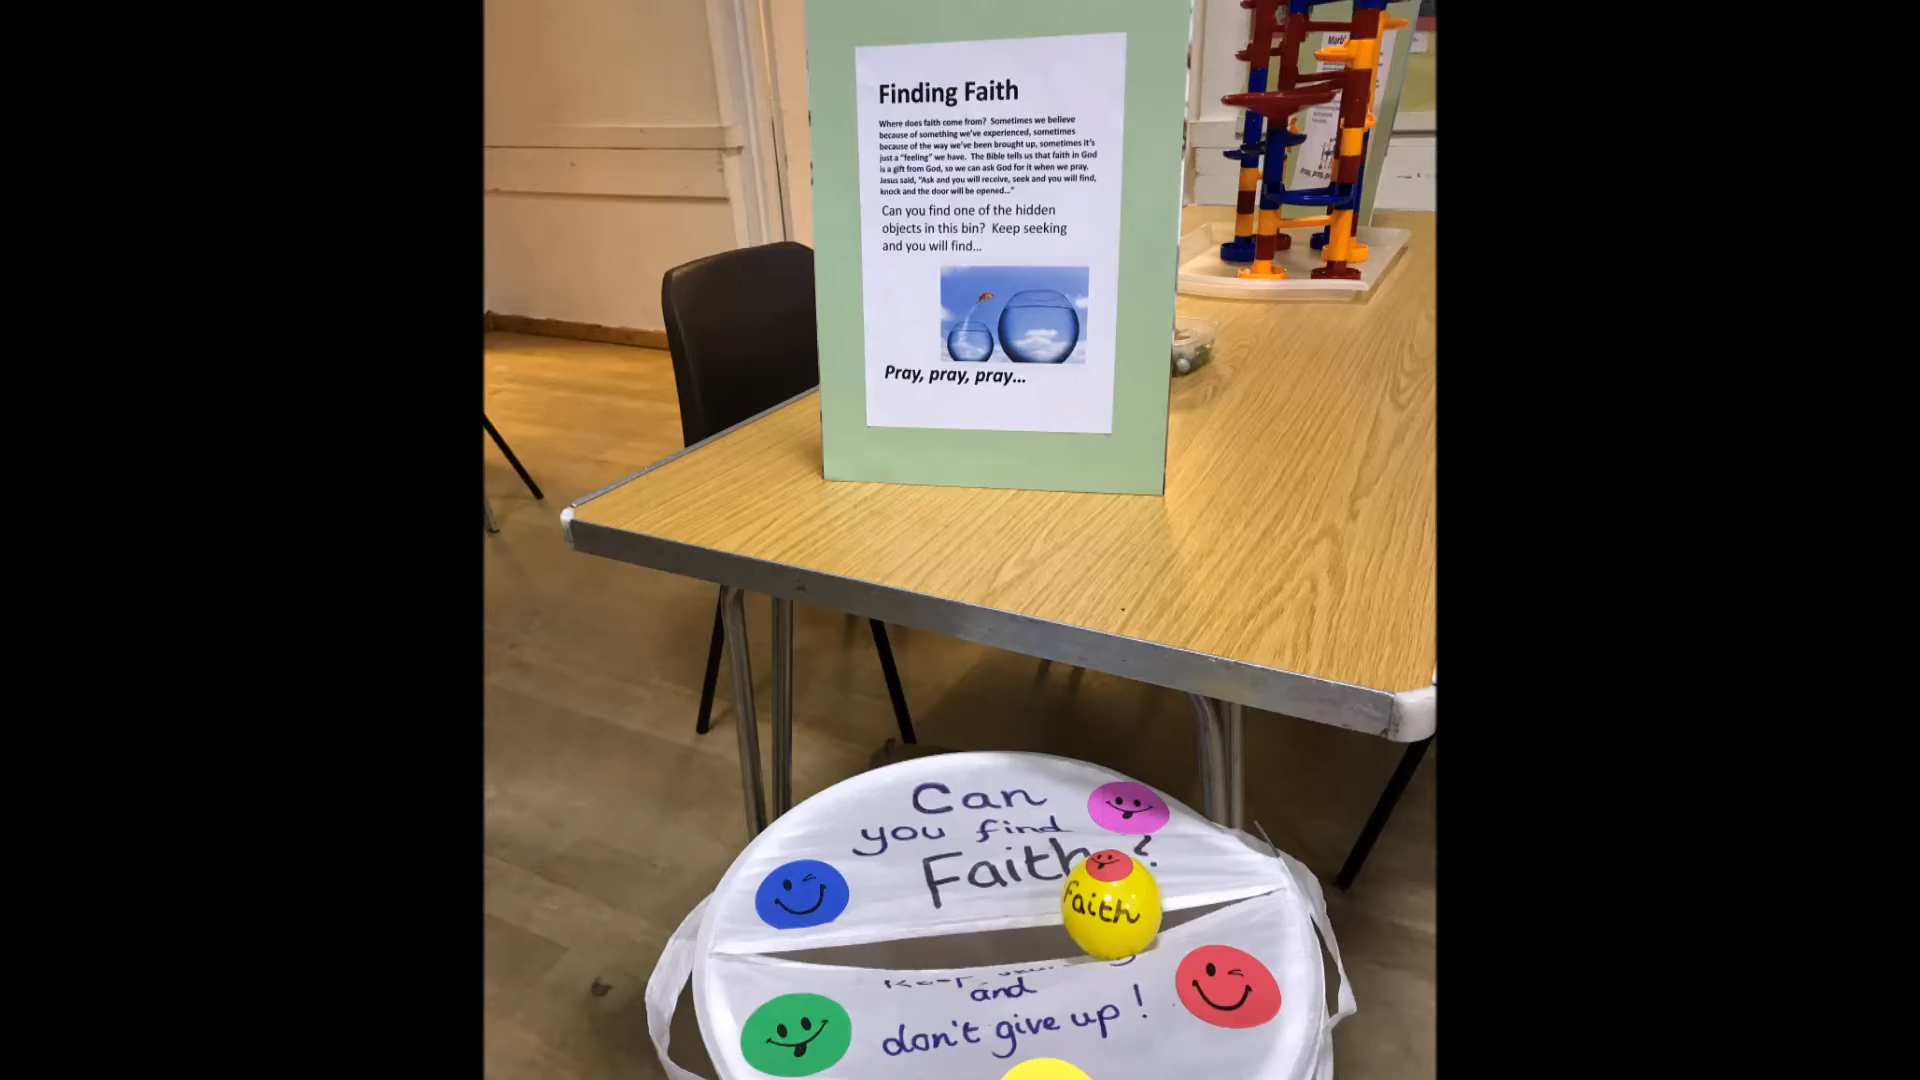 Finding Faith
Where does faith come from? Sometimes we believe
because of something we've experienced, sometimes
because of the way we've been brought up, sometimes it's
just a "feeling" we have. The Bible tells us that faith in God
is a gift from God, so we can ask God for it when we pray.
Jesus said, "Ask and you will receive, seek and you will find,
knock and the door will be opened..."
Can you find one of the hidden
objects in this bin? Keep seeking
and you will find...
Pray, pray, pray...
Can
you find
Faith?
faith
Keep
and
don't give up!